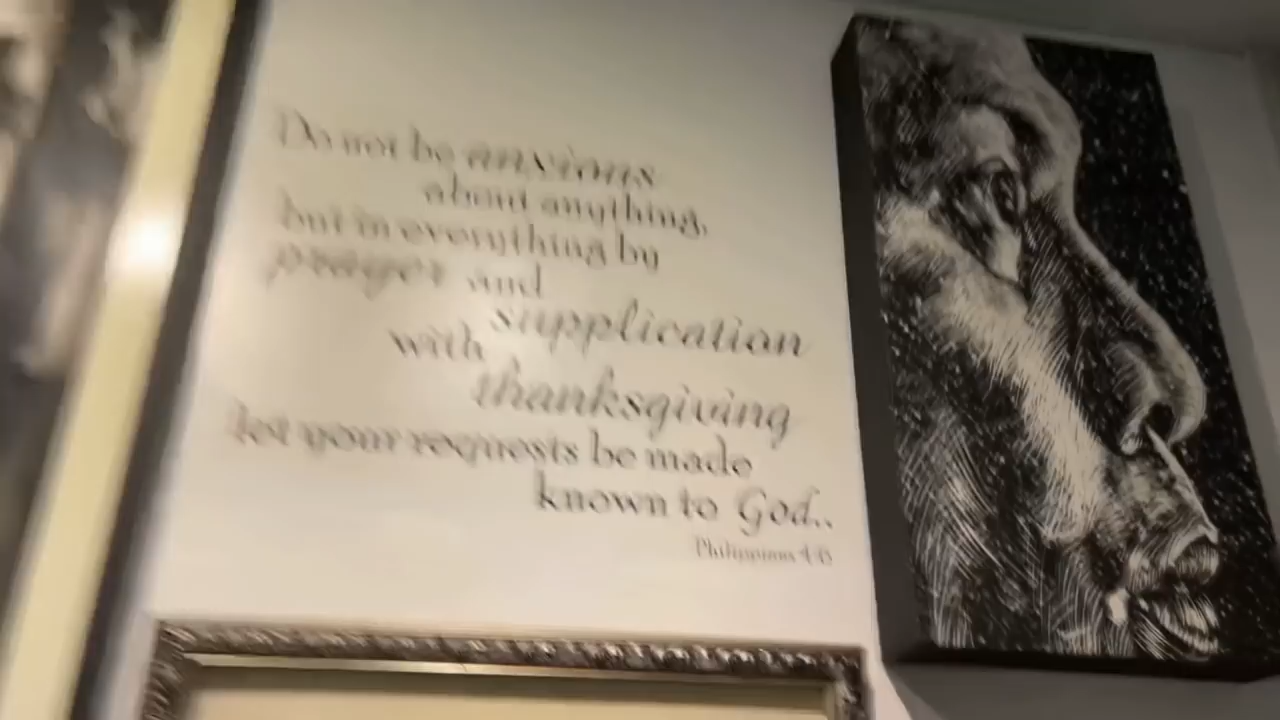 Do not be anxious
about anything,
but in everything by
prayer and
supplication
with
thanksgiving
let your requests be made
known to God..
Philippians 4:6